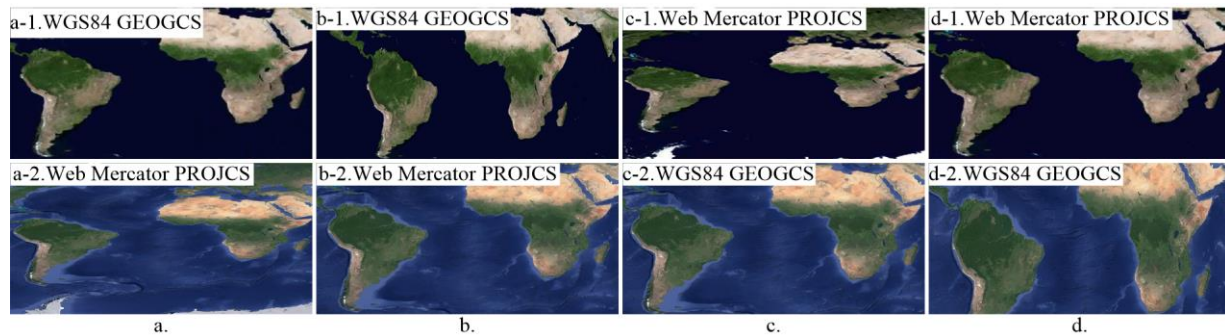 a-1.WGS84 GEOGCS
b-1.WGS84 GEOGCS
c-1.Web Mercator PROJCS
d-1.Web Mercator PROJCS
a-2.Web Mercator PROJCS
b-2.Web Mercator PROJCS
c-2.WGS84 GEOGCS
d-2.WGS84 GEOGCS
a.
b.
c.
d.